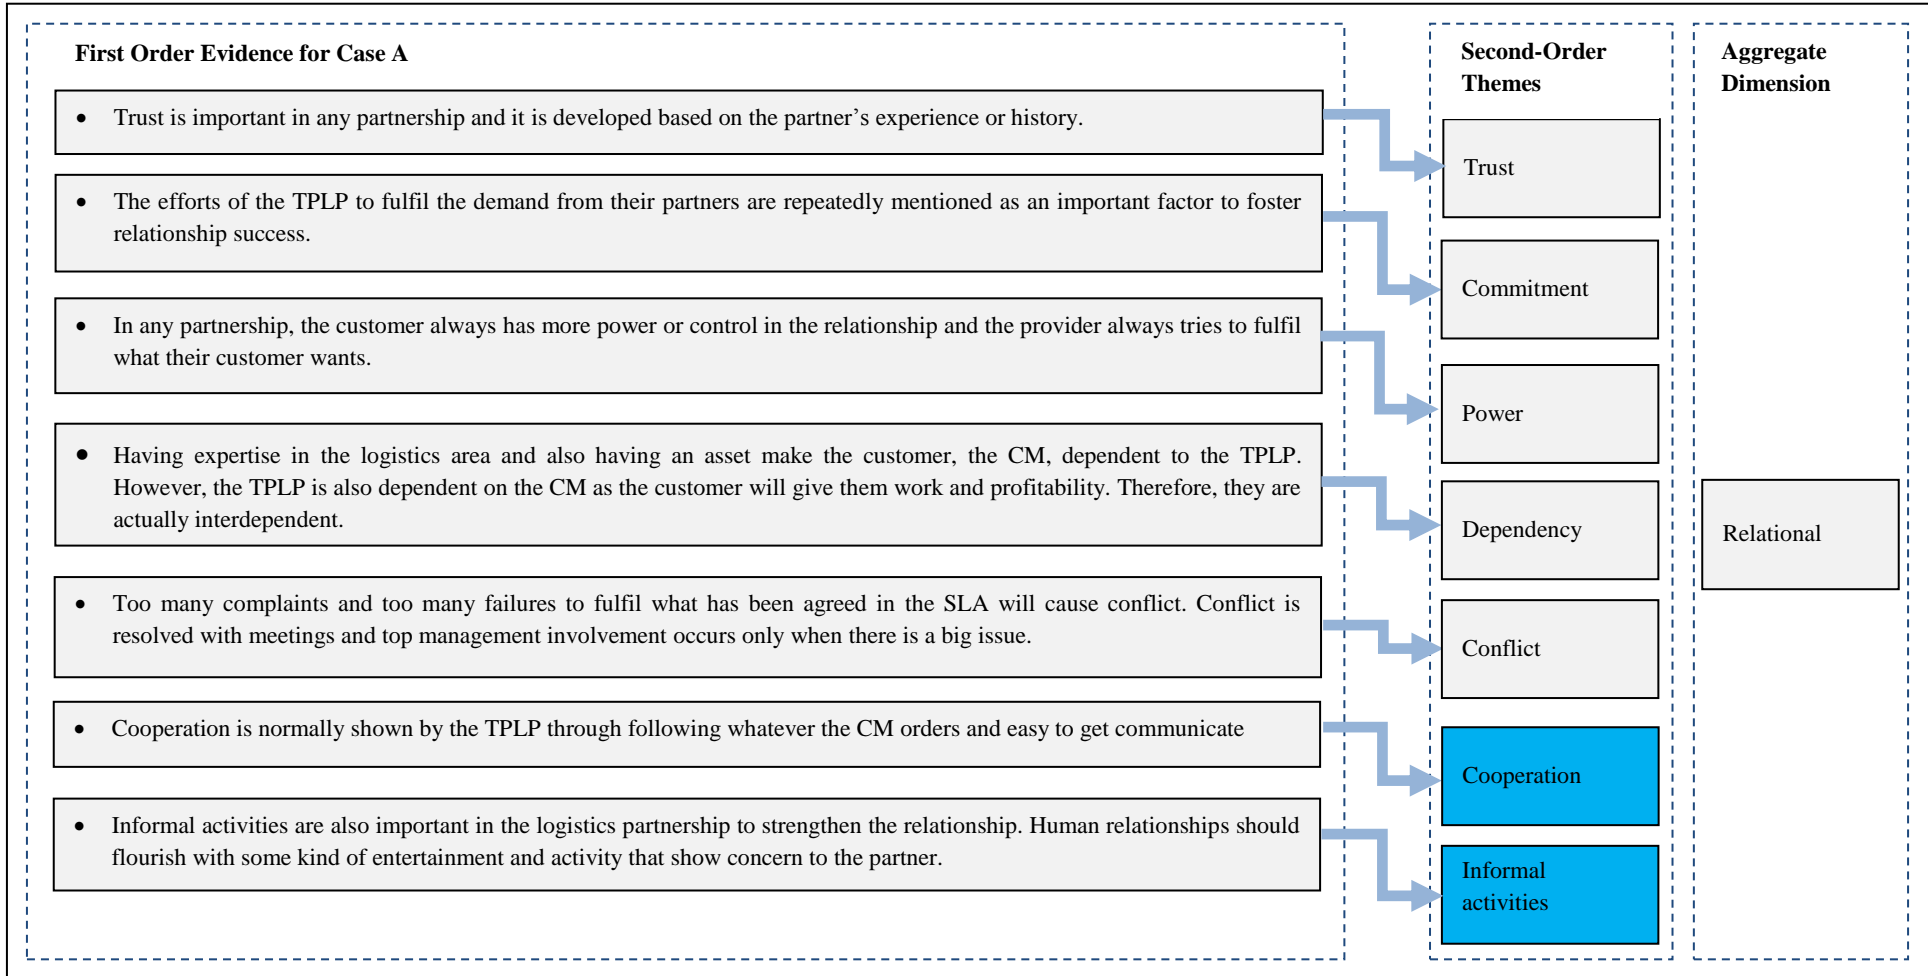 First Order Evidence for Case A
• Trust is important in any partnership and it is developed based on the partner’s experience or history.
• The efforts of the TPLP to fulfil the demand from their partners are repeatedly mentioned as an important factor to foster
relationship success.
• In any partnership, the customer always has more power or control in the relationship and the provider always tries to fulfil
what their customer wants.
• Having expertise in the logistics area and also having an asset make the customer, the CM, dependent to the TPLP.
However, the TPLP is also dependent on the CM as the customer will give them work and profitability. Therefore, they are
actually interdependent.
• Too many complaints and too many failures to fulfil what has been agreed in the SLA will cause conflict. Conflict is
resolved with meetings and top management involvement occurs only when there is a big issue.
• Cooperation is normally shown by the TPLP through following whatever the CM orders and easy to get communicate
• Informal activities are also important in the logistics partnership to strengthen the relationship. Human relationships should
flourish with some kind of entertainment and activity that show concern to the partner.
Second-Order
Themes
Trust
Commitment
Power
Dependency
Conflict
Cooperation
Informal
activities
Aggregate
Dimension
Relational